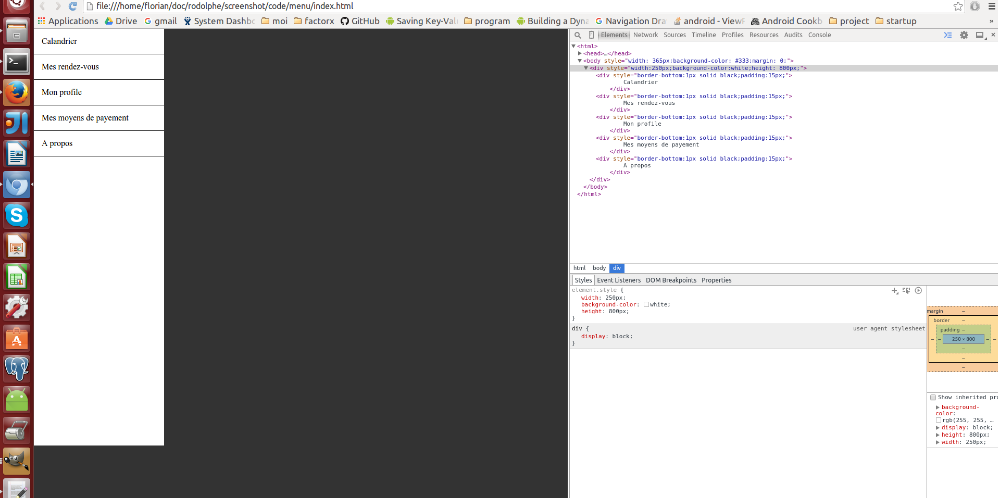 file:///home/florian/doc/rodolphe/screenshot/code/menu/index.html
Applications Drive gmail System Dashbo moi factorx GitHub Saving Key-Valu program Building a Dyna Navigation Draw android - ViewP Android Cookb project startup
Calandrier
Mes rendez-vous
Mon profile
Mes moyens de payement
A propos
Elements Network Sources Timeline Profiles Resources Audits Console
<html>
<head>…</head>
<body style="width: 365px;background-color: #333;margin: 0;">
<div style="width:250px;background-color:white;height: 800px;">
<div style="border-bottom:1px solid black;padding:15px;">
Calandrier
</div>
<div style="border-bottom:1px solid black;padding:15px;">
Mes rendez-vous
</div>
<div style="border-bottom:1px solid black;padding:15px;">
Mon profile
</div>
<div style="border-bottom:1px solid black;padding:15px;">
Mes moyens de payement
</div>
<div style="border-bottom:1px solid black;padding:15px;">
A propos
</div>
</div>
</body>
</html>
html body div
Styles Event Listeners DOM Breakpoints Properties
element.style {
width: 250px;
background-color: white;
height: 800px;
}
div { user agent stylesheet
display: block;
}
margin –
border –
padding –
– – – 250 × 800 – – –
–
–
–
Show inherited pro
background-
color:
rgb(255, 255, …
display: block;
height: 800px;
width: 250px;